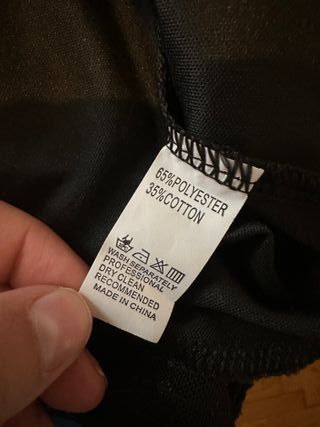 65%POLYESTER
35%COTTON
WASH SEPARATELY
PROFESSIONAL
DRY CLEAN
RECOMMENDED
MADE IN CHINA